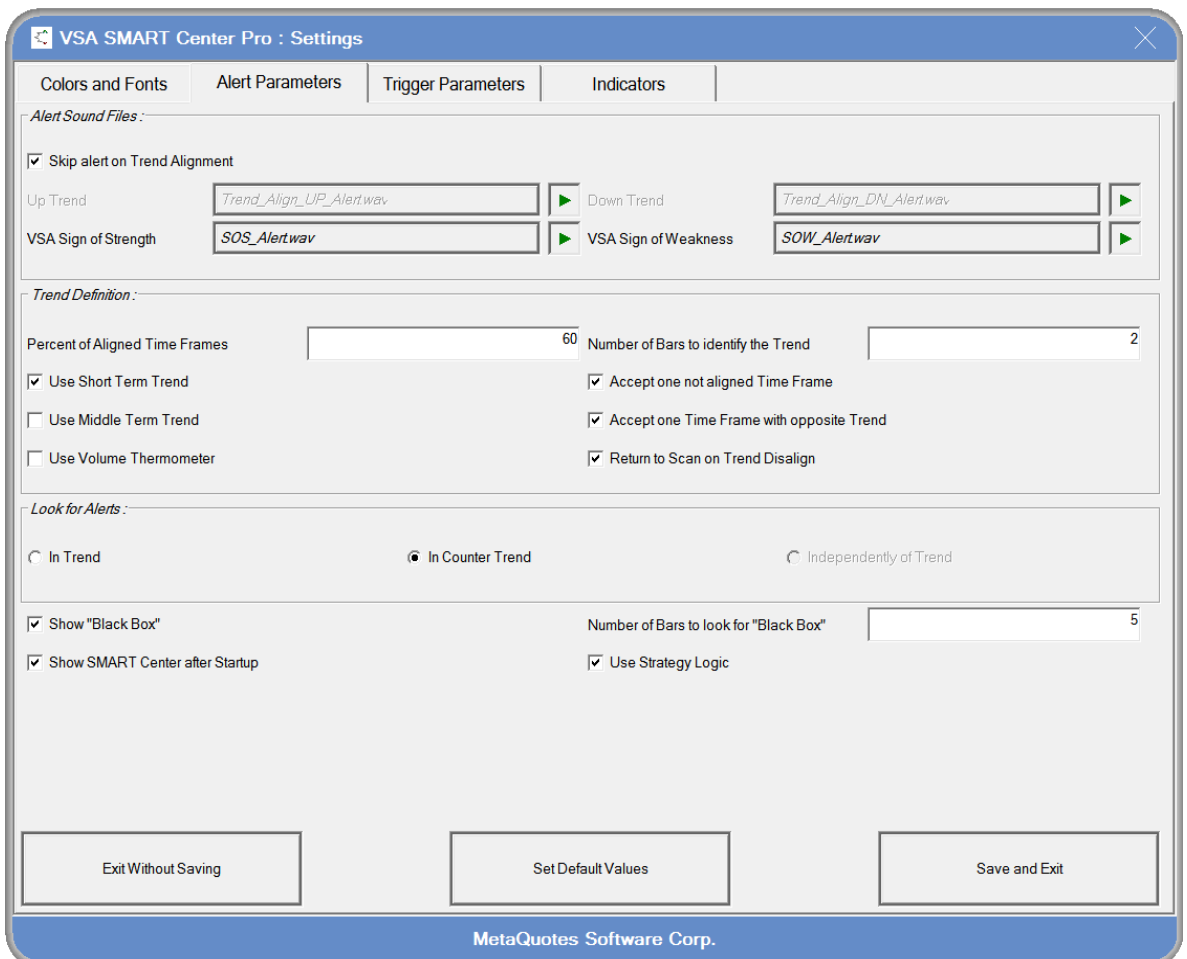 VSA SMART Center Pro : Settings
Colors and Fonts Alert Parameters Trigger Parameters Indicators
Alert Sound Files :
Skip alert on Trend Alignment
Up Trend Trend_Align_UP_Alert.wav Down Trend Trend_Align_DN_Alert.wav
VSA Sign of Strength SOS_Alert.wav VSA Sign of Weakness SOW_Alert.wav
Trend Definition :
Percent of Aligned Time Frames 60 Number of Bars to identify the Trend 2
Use Short Term Trend Accept one not aligned Time Frame
Use Middle Term Trend Accept one Time Frame with opposite Trend
Use Volume Thermometer Return to Scan on Trend Disalign
Look for Alerts :
In Trend In Counter Trend Independently of Trend
Show "Black Box" Number of Bars to look for "Black Box" 5
Show SMART Center after Startup Use Strategy Logic
Exit Without Saving Set Default Values Save and Exit
MetaQuotes Software Corp.